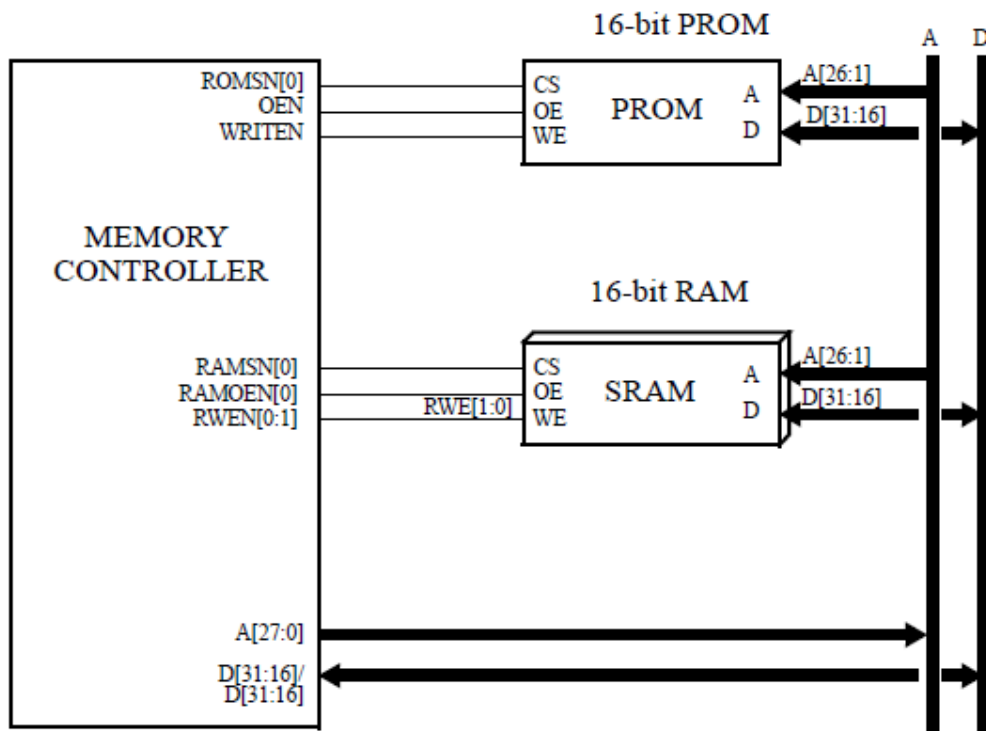 16-bit PROM
A D
ROMSN[0]
OEN
WRITEN
CS
OE
WE
PROM
A
D
A[26:1]
D[31:16]
MEMORY
CONTROLLER
16-bit RAM
RAMSN[0]
RAMOEN[0]
RWEN[0:1]
RWE[1:0]
CS
OE
WE
SRAM
A
D
A[26:1]
D[31:16]
A[27:0]
D[31:16]/
D[31:16]